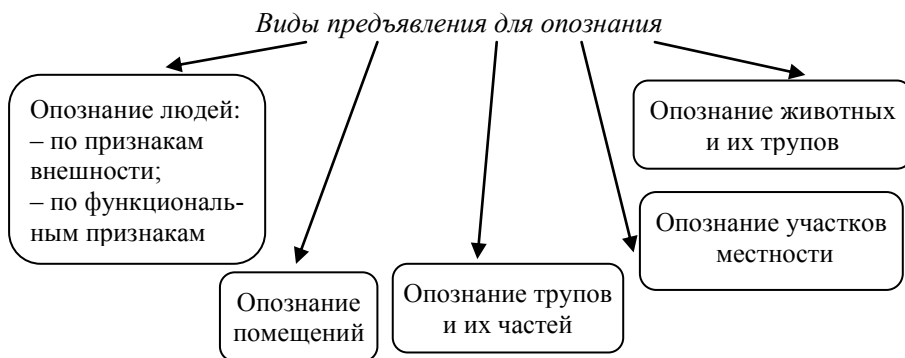 Виды предъявления для опознания
Опознание людей:
– по признакам
внешности;
– по функциональ-
ным признакам
Опознание
помещений
Опознание трупов
и их частей
Опознание животных
и их трупов
Опознание участков
местности